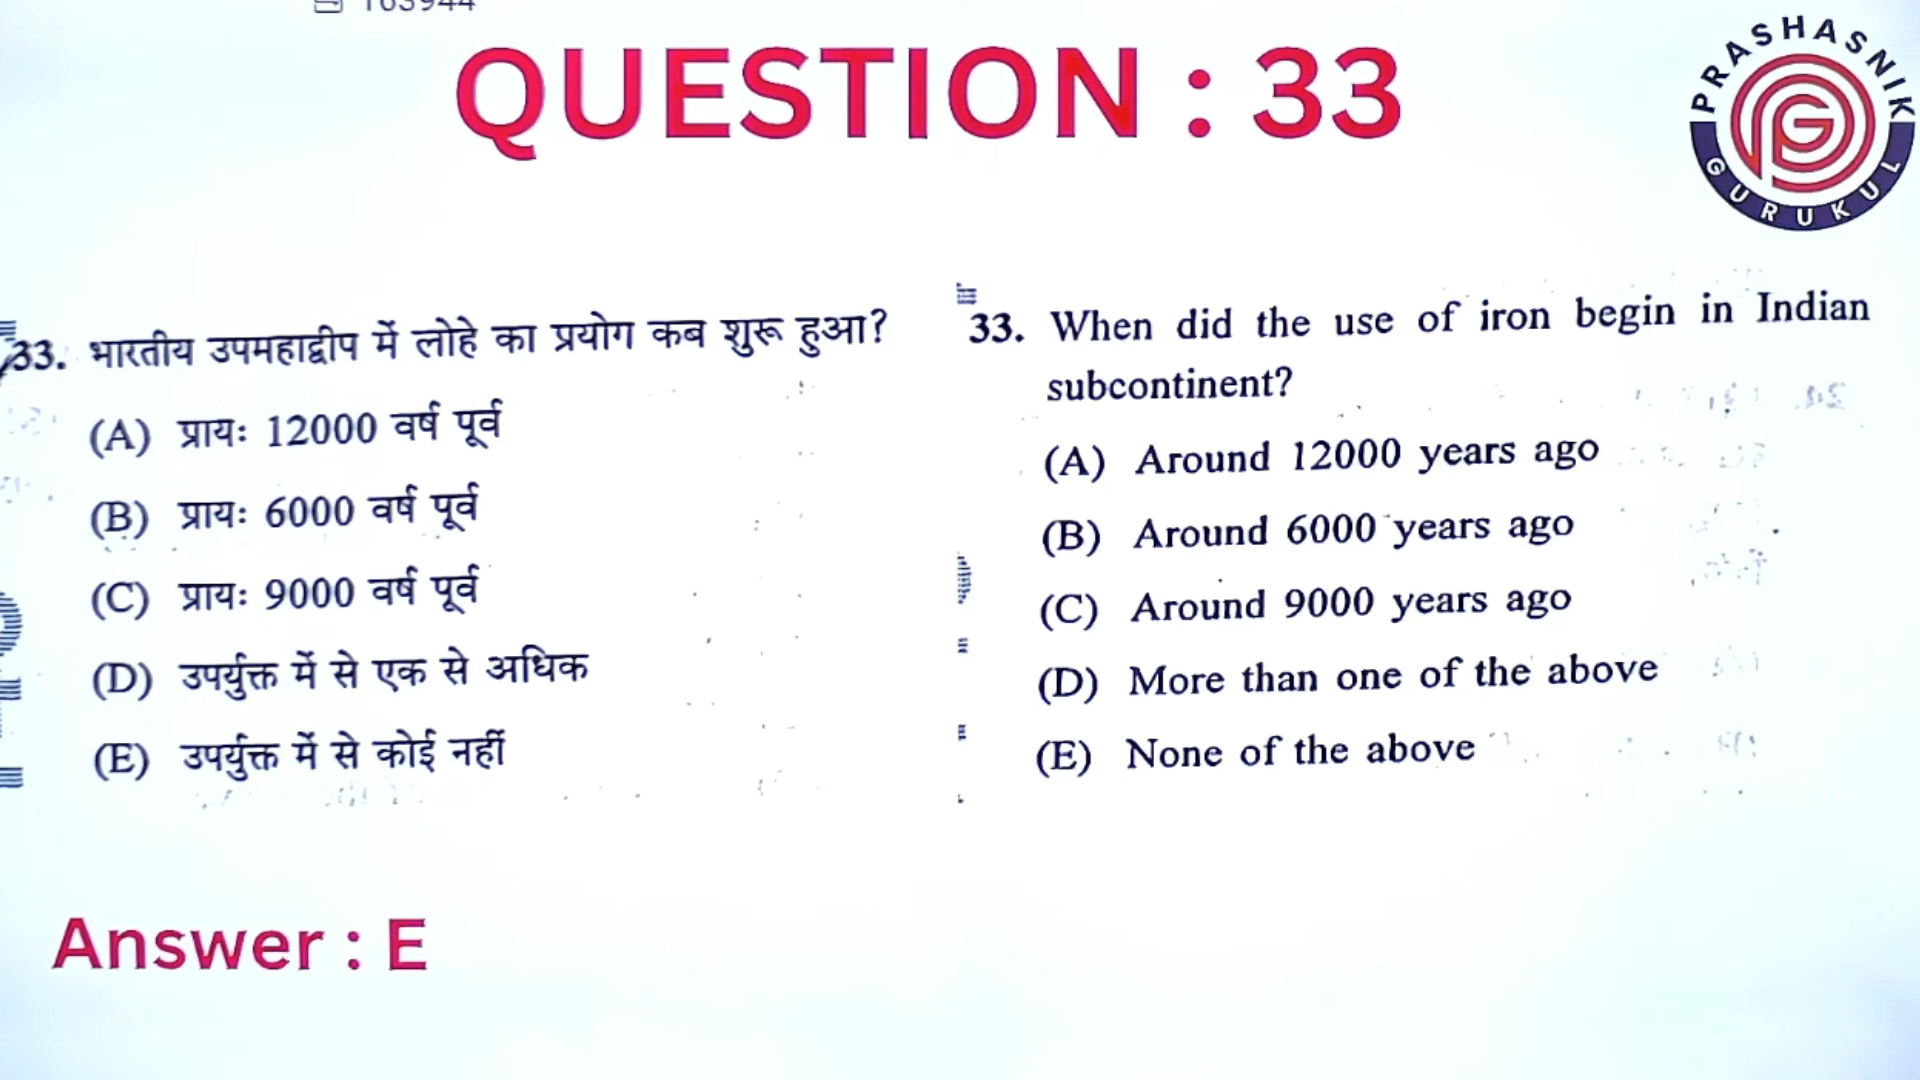 163944
QUESTION : 33
PRASHASNIK
GURUKUL
33. भारतीय उपमहाद्वीप में लोहे का प्रयोग कब शुरू हुआ?
(A) प्रायः 12000 वर्ष पूर्व
(B) प्रायः 6000 वर्ष पूर्व
(C) प्रायः 9000 वर्ष पूर्व
(D) उपर्युक्त में से एक से अधिक
(E) उपर्युक्त में से कोई नहीं
33. When did the use of iron begin in Indian
subcontinent?
(A) Around 12000 years ago
(B) Around 6000 years ago
(C) Around 9000 years ago
(D) More than one of the above
(E) None of the above
Answer : E